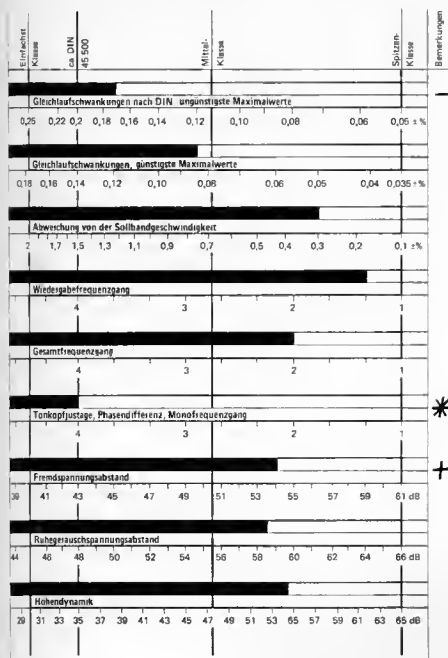 Einfachst Klasse
ca DIN 45 500
Mittel- Klasse
Spitzen- Klasse
Bemerkungen
Gleichlaufschwankungen nach DIN ungünstigste Maximalwerte
0,25 0,22 0,2 0,18 0,16 0,14 0,12 0,10 0,08 0,06 0,05 ±%
Gleichlaufschwankungen, günstigste Maximalwerte
0,18 0,16 0,14 0,12 0,10 0,08 0,06 0,05 0,04 0,035 ±%
Abweichung von der Sollbandgeschwindigkeit
2 1,7 1,5 1,3 1,1 0,9 0,7 0,5 0,4 0,3 0,2 0,1 ±%
Wiedergabefrequenzgang
4 3 2 1
Gesamtfrequenzgang
4 3 2 1
*
Tonkopfjustage, Phasendifferenz, Monofrequenzgang
4 3 2 1
+
Fremdspannungsabstand
39 41 43 45 47 49 51 53 55 57 59 61 dB
Ruhegeräuschspannungsabstand
44 46 48 50 52 54 56 58 60 62 64 66 dB
Höhendynamik
29 31 33 35 37 39 41 43 45 47 49 51 53 55 57 59 61 63 65 dB